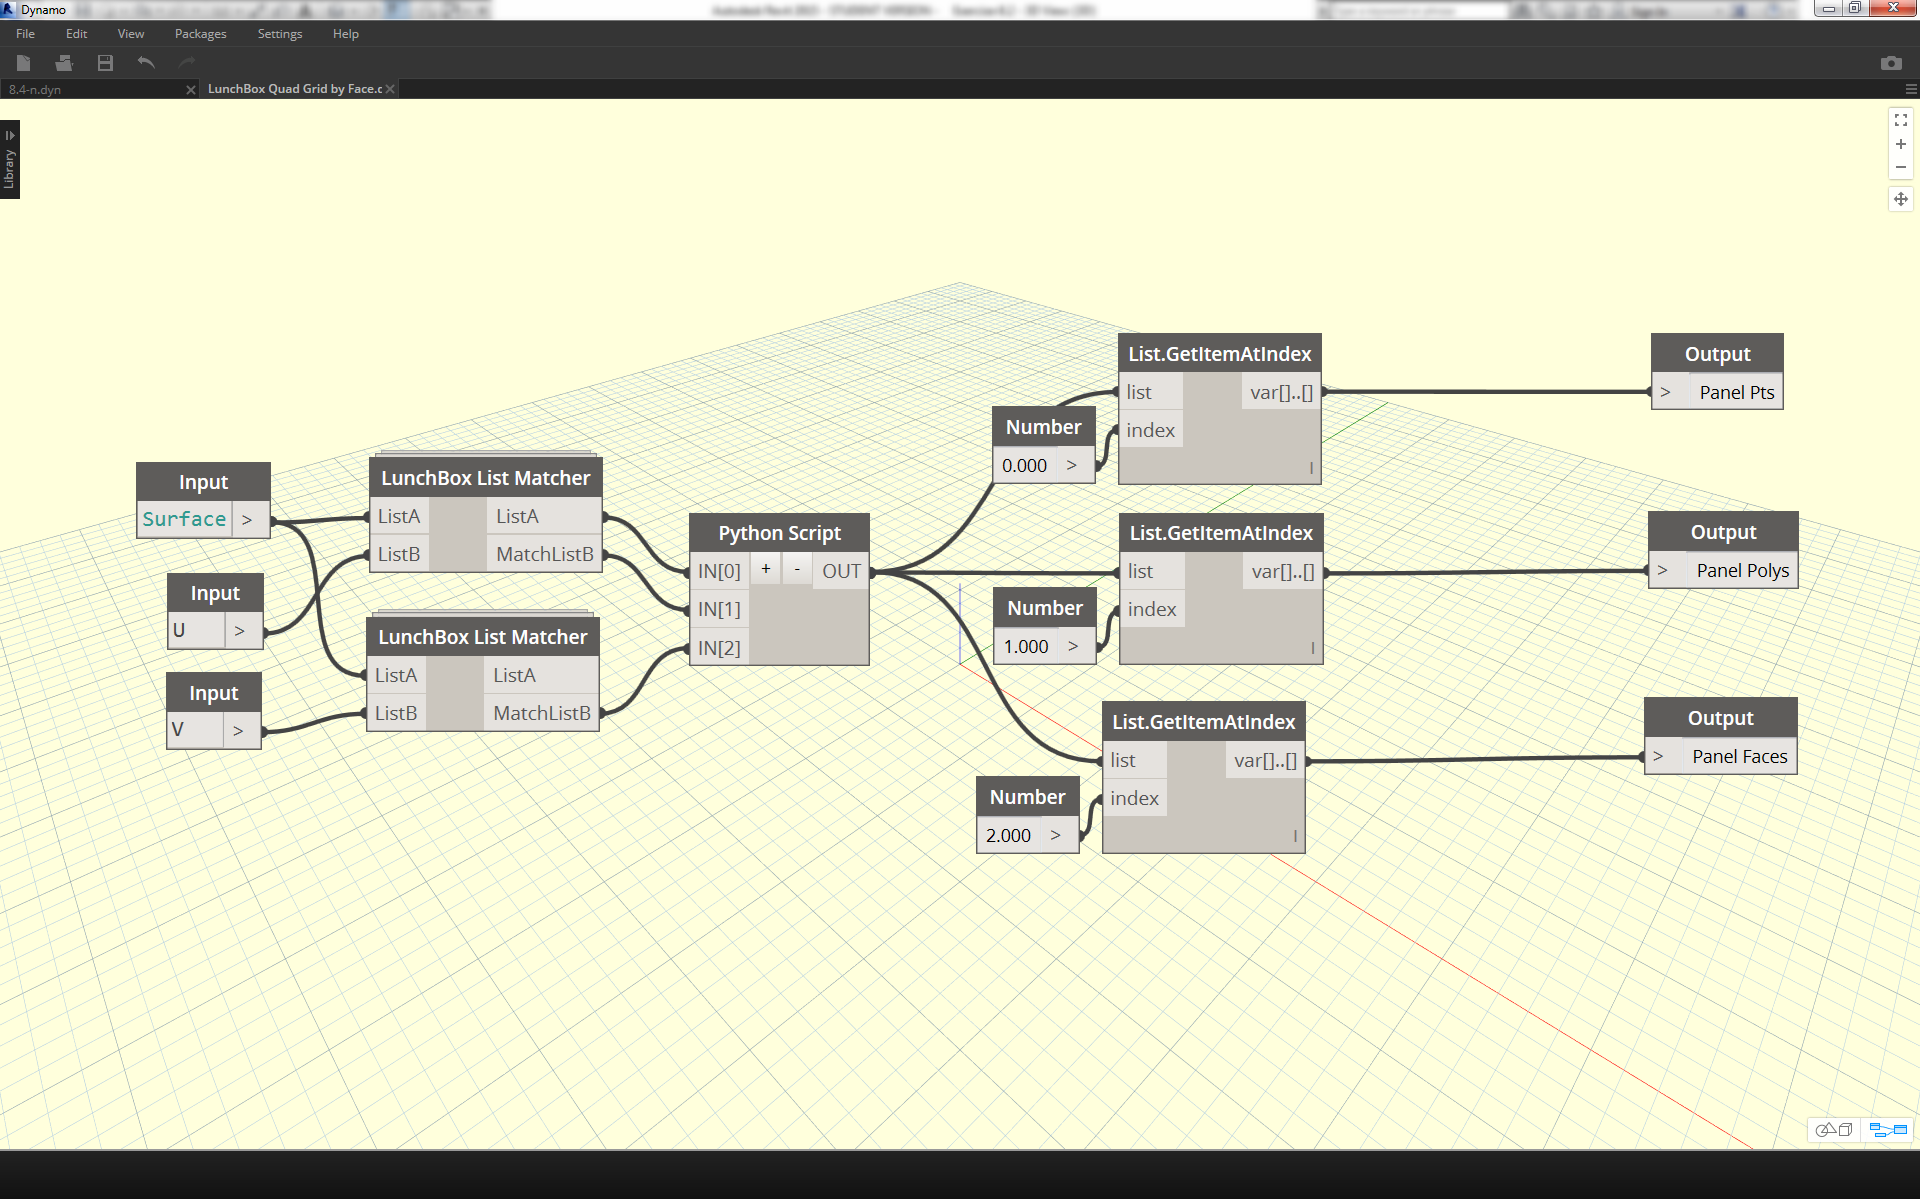 Dynamo
File Edit View Packages Settings Help
8.4-n.dyn
LunchBox Quad Grid by Face.c
Library
Input
Surface >
Input
U >
Input
V >
LunchBox List Matcher
ListA ListA
ListB MatchListB
LunchBox List Matcher
ListA ListA
ListB MatchListB
Python Script
IN[0] + - OUT
IN[1]
IN[2]
Number
0.000 >
List.GetItemAtIndex
list var[]..[]
index
l
Number
1.000 >
List.GetItemAtIndex
list var[]..[]
index
l
Number
2.000 >
List.GetItemAtIndex
list var[]..[]
index
l
Output
> Panel Pts
Output
> Panel Polys
Output
> Panel Faces